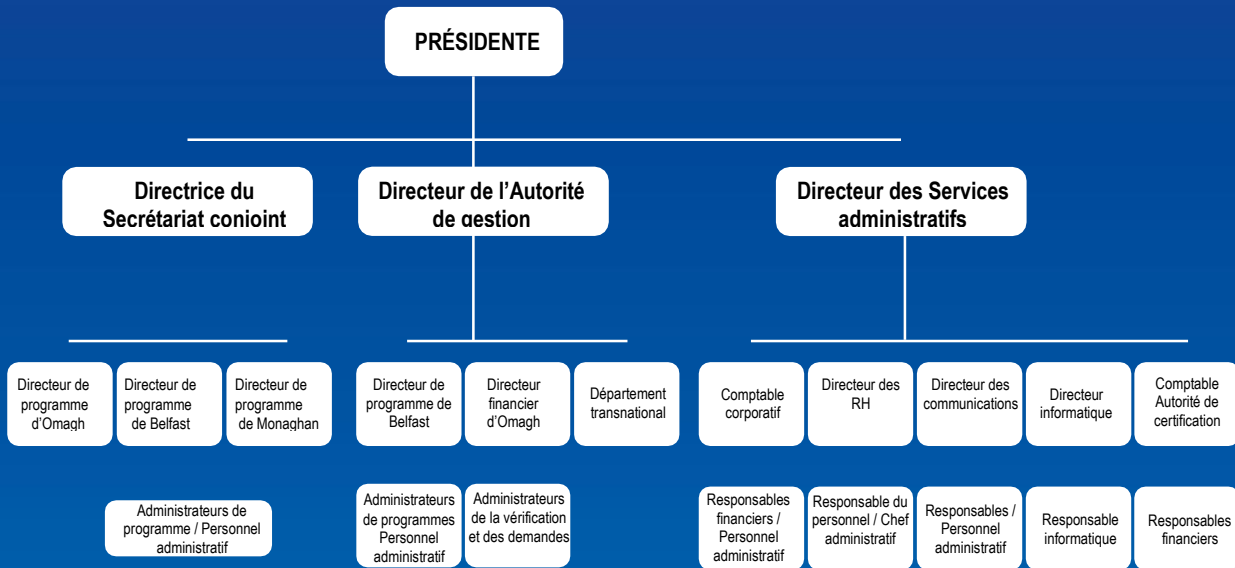 PRÉSIDENTE
Directrice du
Secrétariat conjoint
Directeur de l’Autorité
de gestion
Directeur des Services
administratifs
Directeur de
programme
d’Omagh
Directeur de
programme
de Belfast
Directeur de
programme
de Monaghan
Directeur de
programme de
Belfast
Directeur
financier
d’Omagh
Département
transnational
Comptable
corporatif
Directeur des
RH
Directeur des
communications
Directeur
informatique
Comptable
Autorité de
certification
Administrateurs de
programme / Personnel
administratif
Administrateurs
de programmes
Personnel
administratif
Administrateurs
de la vérification
et des demandes
Responsables
financiers /
Personnel
administratif
Responsable du
personnel / Chef
administratif
Responsables /
Personnel
administratif
Responsable
informatique
Responsables
financiers